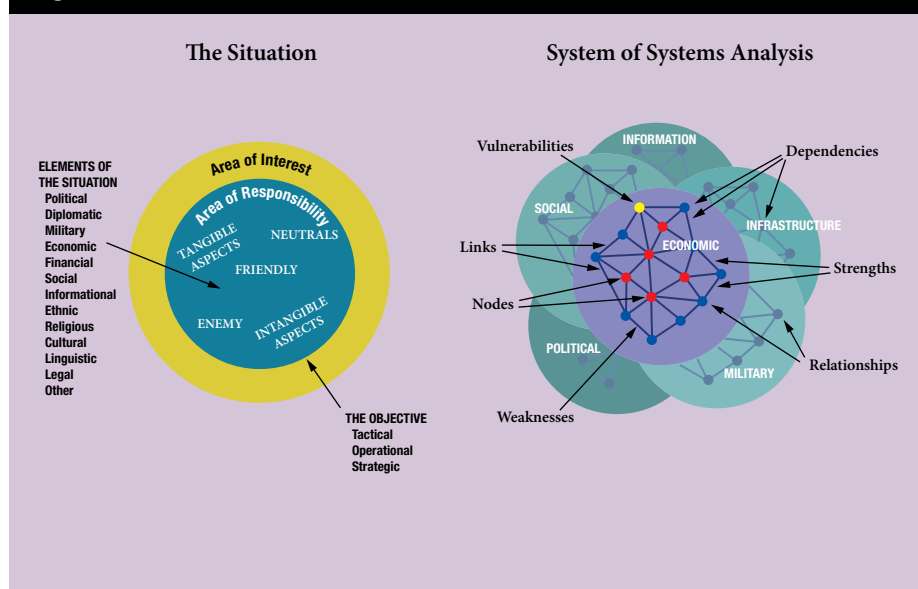 The Situation
ELEMENTS OF
THE SITUATION
Political
Diplomatic
Military
Economic
Financial
Social
Informational
Ethnic
Religious
Cultural
Linguistic
Legal
Other
Area of Interest
Area of Responsibility
TANGIBLE
ASPECTS
NEUTRALS
FRIENDLY
ENEMY
INTANGIBLE
ASPECTS
THE OBJECTIVE
Tactical
Operational
Strategic
System of Systems Analysis
Vulnerabilities
INFORMATION
Dependencies
SOCIAL
INFRASTRUCTURE
Links
ECONOMIC
Strengths
Nodes
POLITICAL
MILITARY
Relationships
Weaknesses